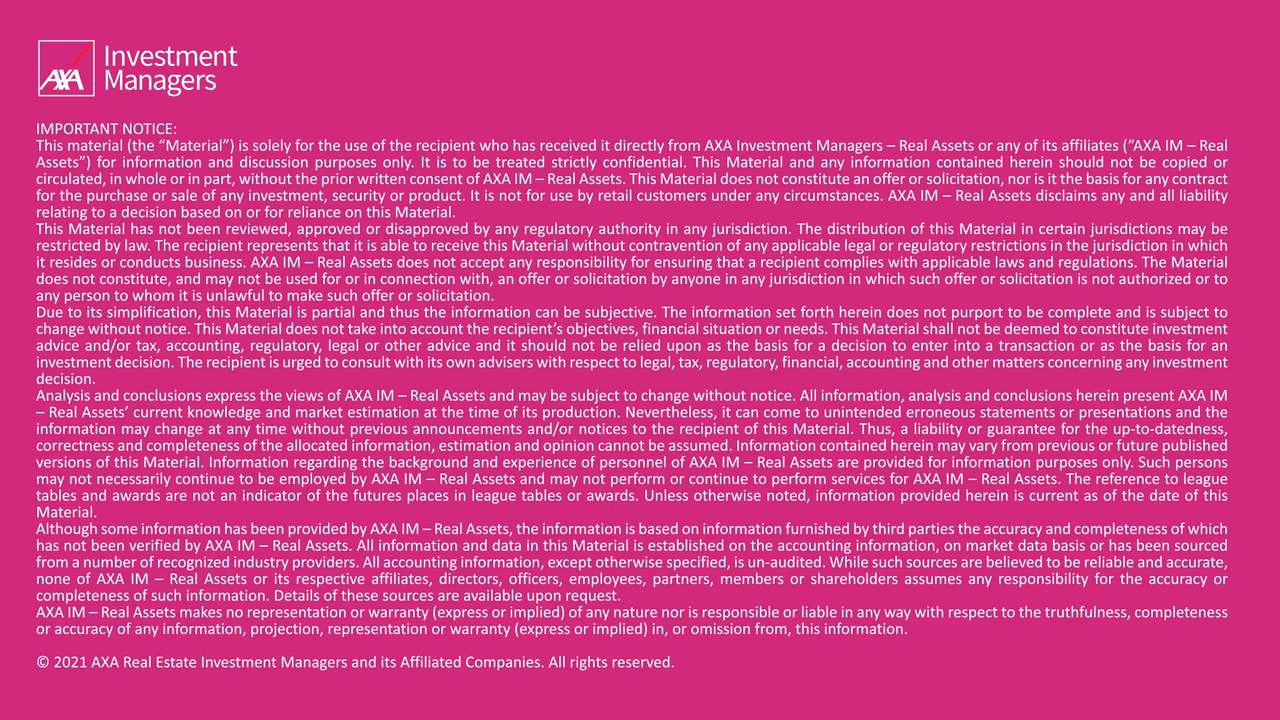 AXA
Investment
Managers
IMPORTANT NOTICE:
This material (the “Material”) is solely for the use of the recipient who has received it directly from AXA Investment Managers – Real Assets or any of its affiliates (“AXA IM – Real
Assets”) for information and discussion purposes only. It is to be treated strictly confidential. This Material and any information contained herein should not be copied or
circulated, in whole or in part, without the prior written consent of AXA IM – Real Assets. This Material does not constitute an offer or solicitation, nor is it the basis for any contract
for the purchase or sale of any investment, security or product. It is not for use by retail customers under any circumstances. AXA IM – Real Assets disclaims any and all liability
relating to a decision based on or for reliance on this Material.
This Material has not been reviewed, approved or disapproved by any regulatory authority in any jurisdiction. The distribution of this Material in certain jurisdictions may be
restricted by law. The recipient represents that it is able to receive this Material without contravention of any applicable legal or regulatory restrictions in the jurisdiction in which
it resides or conducts business. AXA IM – Real Assets does not accept any responsibility for ensuring that a recipient complies with applicable laws and regulations. The Material
does not constitute, and may not be used for or in connection with, an offer or solicitation by anyone in any jurisdiction in which such offer or solicitation is not authorized or to
any person to whom it is unlawful to make such offer or solicitation.
Due to its simplification, this Material is partial and thus the information can be subjective. The information set forth herein does not purport to be complete and is subject to
change without notice. This Material does not take into account the recipient’s objectives, financial situation or needs. This Material shall not be deemed to constitute investment
advice and/or tax, accounting, regulatory, legal or other advice and it should not be relied upon as the basis for a decision to enter into a transaction or as the basis for an
investment decision. The recipient is urged to consult with its own advisers with respect to legal, tax, regulatory, financial, accounting and other matters concerning any investment
decision.
Analysis and conclusions express the views of AXA IM – Real Assets and may be subject to change without notice. All information, analysis and conclusions herein present AXA IM
– Real Assets’ current knowledge and market estimation at the time of its production. Nevertheless, it can come to unintended erroneous statements or presentations and the
information may change at any time without previous announcements and/or notices to the recipient of this Material. Thus, a liability or guarantee for the up-to-datedness,
correctness and completeness of the allocated information, estimation and opinion cannot be assumed. Information contained herein may vary from previous or future published
versions of this Material. Information regarding the background and experience of personnel of AXA IM – Real Assets are provided for information purposes only. Such persons
may not necessarily continue to be employed by AXA IM – Real Assets and may not perform or continue to perform services for AXA IM – Real Assets. The reference to league
tables and awards are not an indicator of the futures places in league tables or awards. Unless otherwise noted, information provided herein is current as of the date of this
Material.
Although some information has been provided by AXA IM – Real Assets, the information is based on information furnished by third parties the accuracy and completeness of which
has not been verified by AXA IM – Real Assets. All information and data in this Material is established on the accounting information, on market data basis or has been sourced
from a number of recognized industry providers. All accounting information, except otherwise specified, is un-audited. While such sources are believed to be reliable and accurate,
none of AXA IM – Real Assets or its respective affiliates, directors, officers, employees, partners, members or shareholders assumes any responsibility for the accuracy or
completeness of such information. Details of these sources are available upon request.
AXA IM – Real Assets makes no representation or warranty (express or implied) of any nature nor is responsible or liable in any way with respect to the truthfulness, completeness
or accuracy of any information, projection, representation or warranty (express or implied) in, or omission from, this information.
© 2021 AXA Real Estate Investment Managers and its Affiliated Companies. All rights reserved.